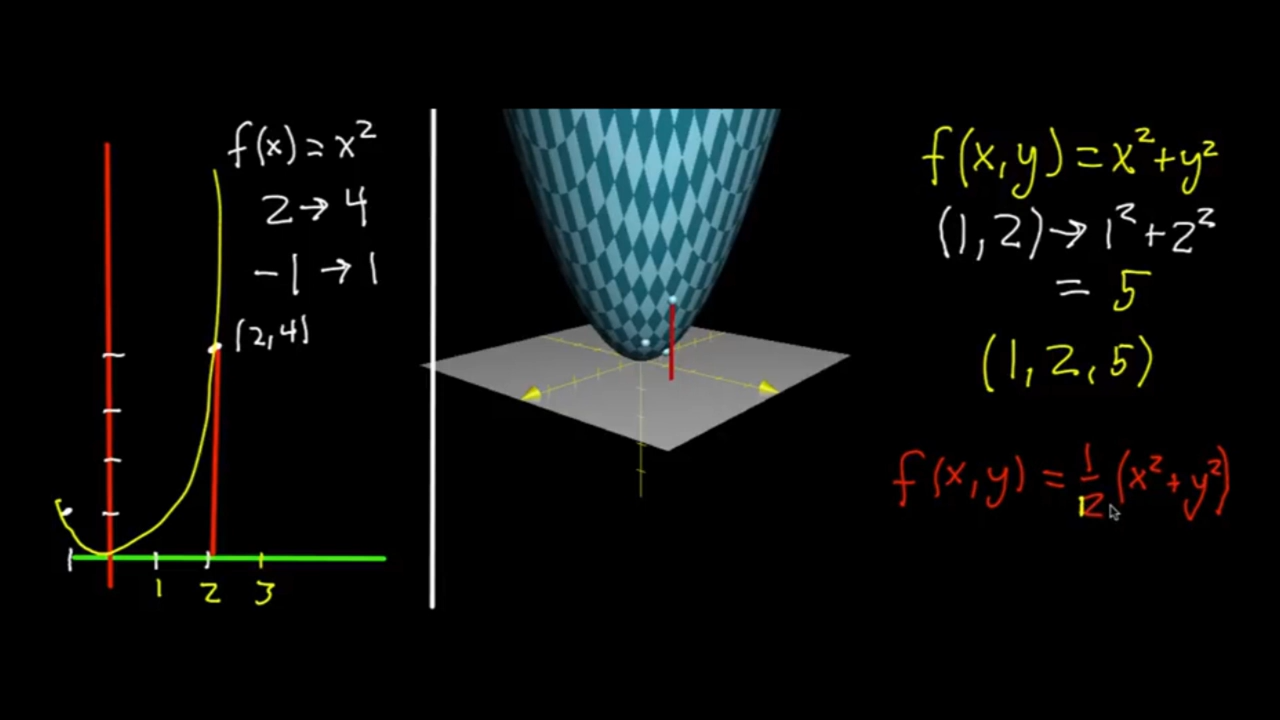 f(x) = x²
2 → 4
-1 → 1
(2,4)
1 2 3
f(x,y) = x² + y²
(1,2) → 1² + 2²
= 5
(1,2,5)
f(x,y) = 1/2 (x² + y²)